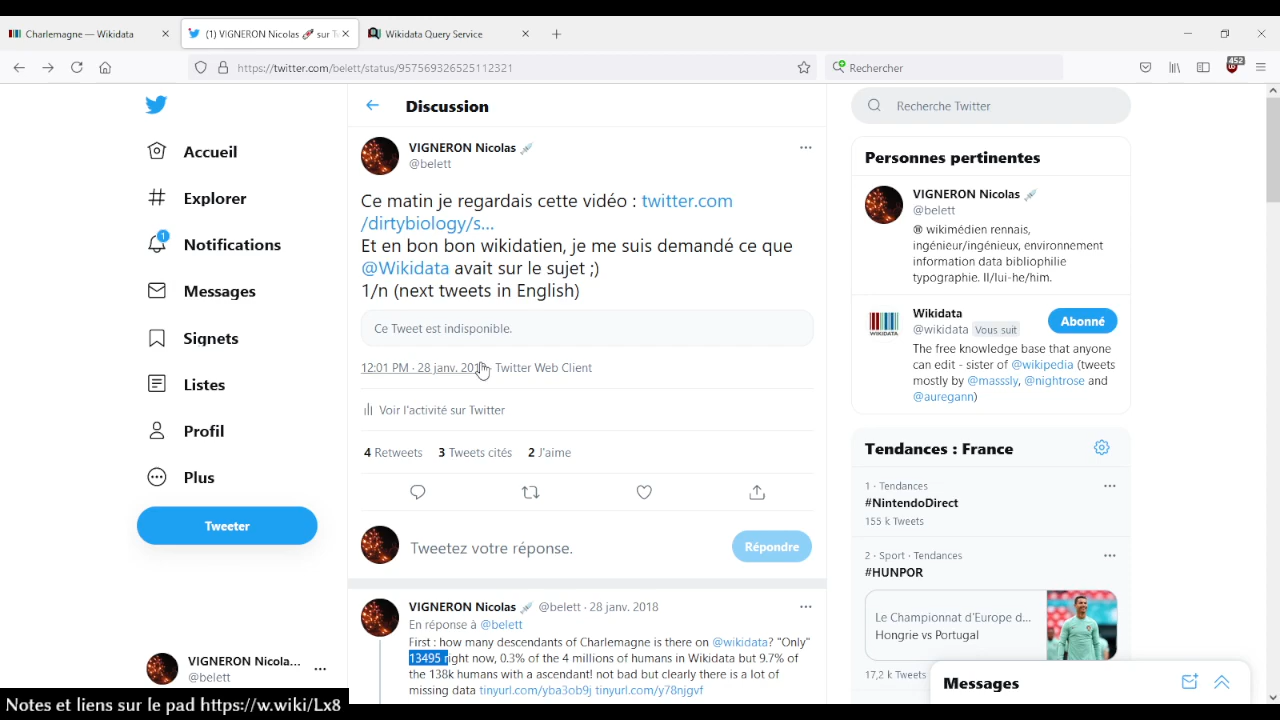 Charlemagne — Wikidata
(1) VIGNERON Nicolas 🚀 sur T
Wikidata Query Service
https://twitter.com/belett/status/957569326525112321
Rechercher
452
Discussion
Recherche Twitter
Accueil
Explorer
1
Notifications
Messages
Signets
Listes
Profil
Plus
Tweeter
VIGNERON Nicola...
@belett
VIGNERON Nicolas 💉
@belett
Ce matin je regardais cette vidéo : twitter.com
/dirtybiology/s...
Et en bon bon wikidatien, je me suis demandé ce que
@Wikidata avait sur le sujet ;)
1/n (next tweets in English)
Ce Tweet est indisponible.
12:01 PM · 28 janv. 201 · Twitter Web Client
Voir l'activité sur Twitter
4 Retweets 3 Tweets cités 2 J'aime
Tweetez votre réponse.
Répondre
VIGNERON Nicolas 💉 @belett · 28 janv. 2018
En réponse à @belett
First : how many descendants of Charlemagne is there on @wikidata? "Only"
13495 right now, 0.3% of the 4 millions of humans in Wikidata but 9.7% of
the 138k humans with a ascendant! not bad but clearly there is a lot of
missing data tinyurl.com/yba3ob9j tinyurl.com/y78njgvf
Personnes pertinentes
VIGNERON Nicolas 💉
@belett
wikimédien rennais,
ingénieur/ingénieux, environnement
information data bibliophilie
typographie. Il/lui-he/him.
Wikidata
@wikidata Vous suit
Abonné
WIKIDATA
The free knowledge base that anyone
can edit - sister of @wikipedia (tweets
mostly by @masssly, @nightrose and
@auregann)
Tendances : France
1 · Tendances
#NintendoDirect
155 k Tweets
2 · Sport · Tendances
#HUNPOR
Le Championnat d'Europe d...
Hongrie vs Portugal
17,2 k Tweets
Messages
Notes et liens sur le pad https://w.wiki/Lx8